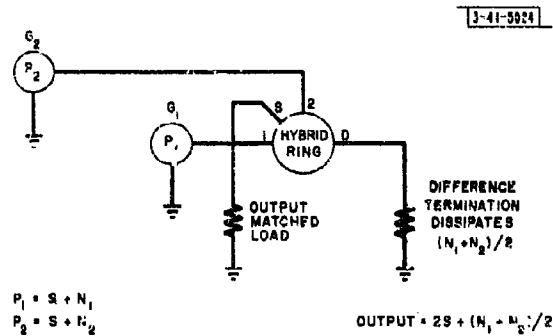 3-41-5024
G2
P2
G1
P1
S
2
1
HYBRID
RING
D
OUTPUT
MATCHED
LOAD
DIFFERENCE
TERMINATION
DISSIPATES
(N1+N2)/2
P1 = S + N1
P2 = S + N2
OUTPUT = 2S + (N1 + N2)/2